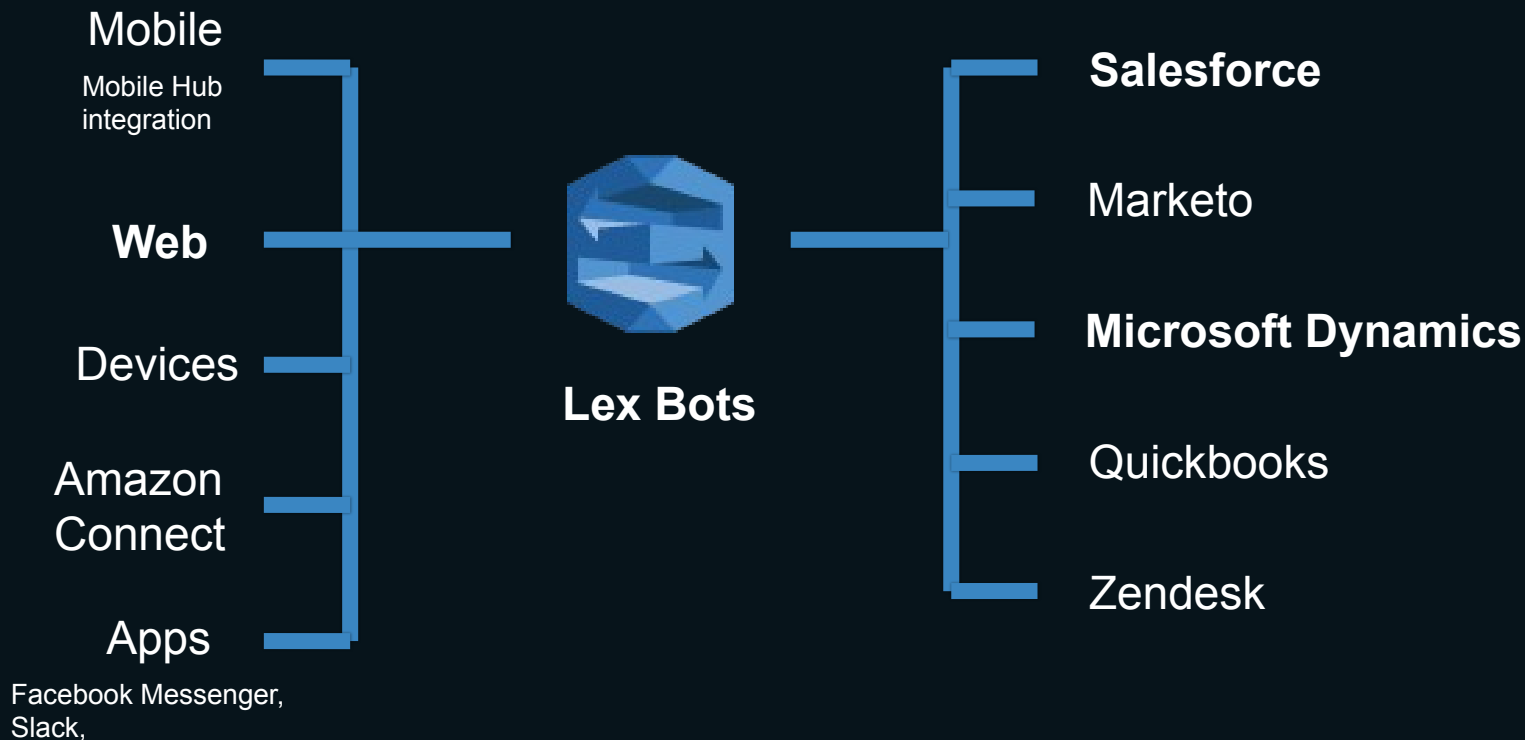 Mobile
Mobile Hub
integration
Web
Devices
Amazon
Connect
Apps
Facebook Messenger,
Slack,
Lex Bots
Salesforce
Marketo
Microsoft Dynamics
Quickbooks
Zendesk